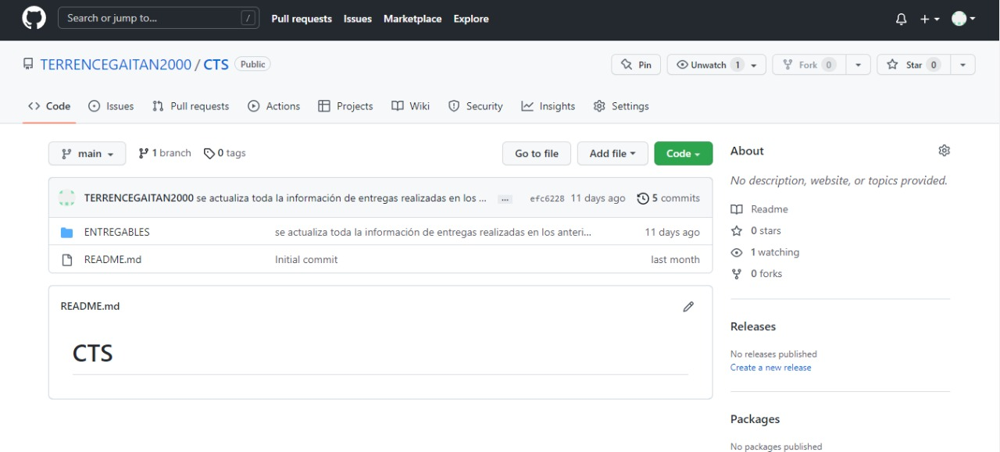 Search or jump to... / Pull requests Issues Marketplace Explore
TERRENCEGAITAN2000 / CTS Public Pin Unwatch 1 Fork 0 Star 0
Code Issues Pull requests Actions Projects Wiki Security Insights Settings
main 1 branch 0 tags Go to file Add file Code
TERRENCEGAITAN2000 se actualiza toda la información de entregas realizadas en los ... ... efc6228 11 days ago 5 commits
ENTREGABLES se actualiza toda la información de entregas realizadas en los anteri... 11 days ago
README.md Initial commit last month
README.md
CTS
About
No description, website, or topics provided.
Readme
0 stars
1 watching
0 forks
Releases
No releases published
Create a new release
Packages
No packages published